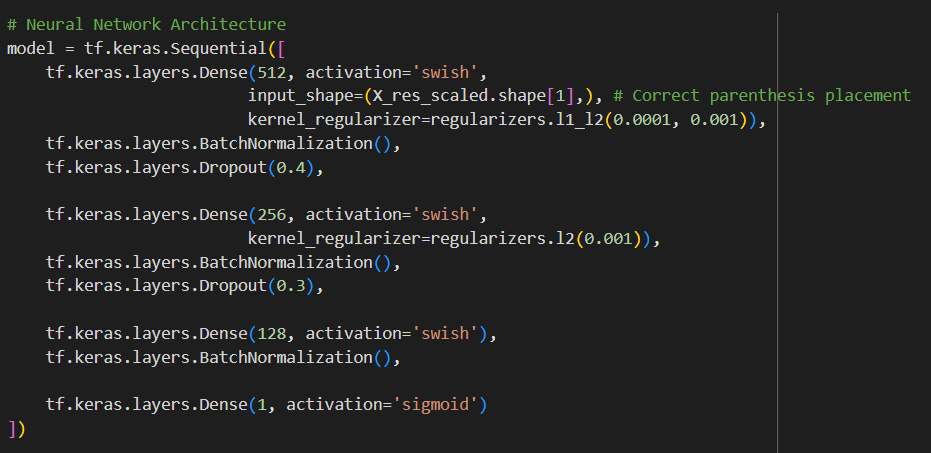 # Neural Network Architecture
model = tf.keras.Sequential([
    tf.keras.layers.Dense(512, activation='swish',
                         input_shape=(X_res_scaled.shape[1],), # Correct parenthesis placement
                         kernel_regularizer=regularizers.l1_l2(0.0001, 0.001)),
    tf.keras.layers.BatchNormalization(),
    tf.keras.layers.Dropout(0.4),

    tf.keras.layers.Dense(256, activation='swish',
                         kernel_regularizer=regularizers.l2(0.001)),
    tf.keras.layers.BatchNormalization(),
    tf.keras.layers.Dropout(0.3),

    tf.keras.layers.Dense(128, activation='swish'),
    tf.keras.layers.BatchNormalization(),

    tf.keras.layers.Dense(1, activation='sigmoid')
])